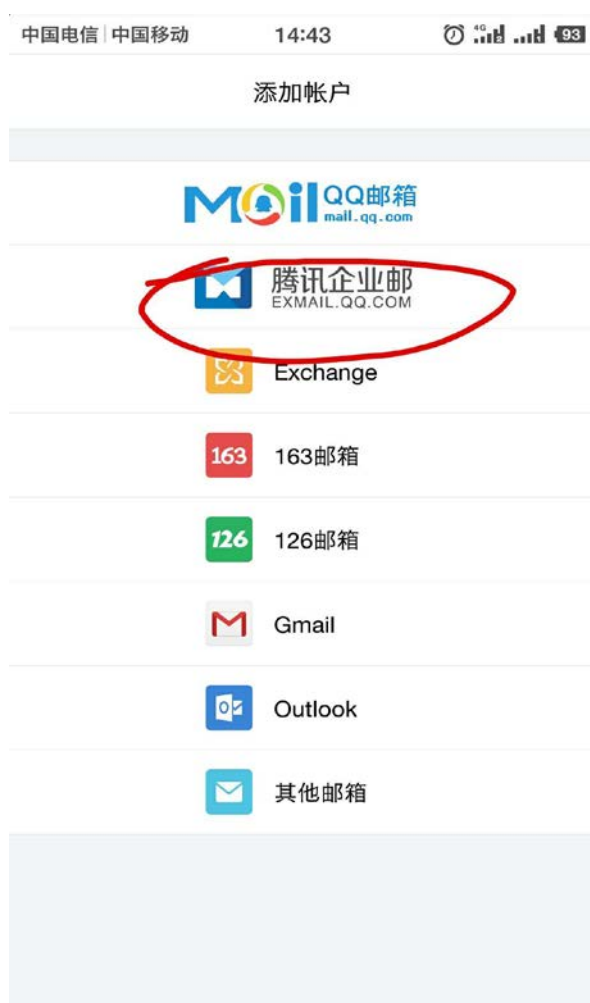 中国电信|中国移动 14:43 4G 93
添加帐户
Mail QQ邮箱
mail.qq.com
腾讯企业邮
EXMAIL.QQ.COM
Exchange
163 163邮箱
126 126邮箱
Gmail
Outlook
其他邮箱